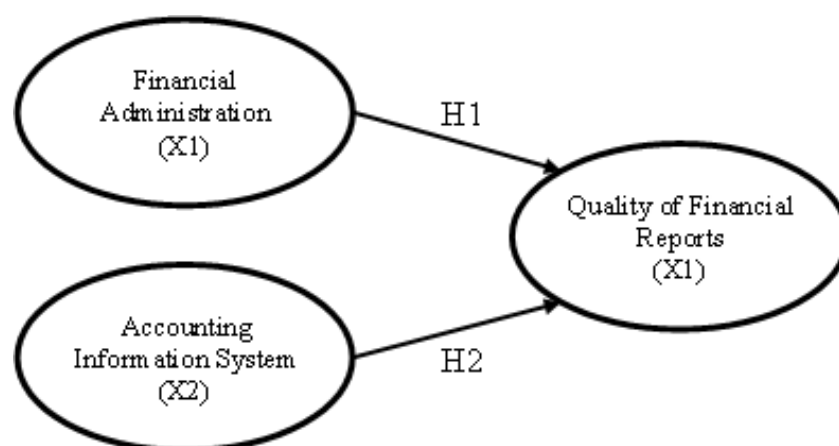 Financial
Administration
(X1)
H1
Quality of Financial
Reports
(X1)
Accounting
Information System
(X2)
H2